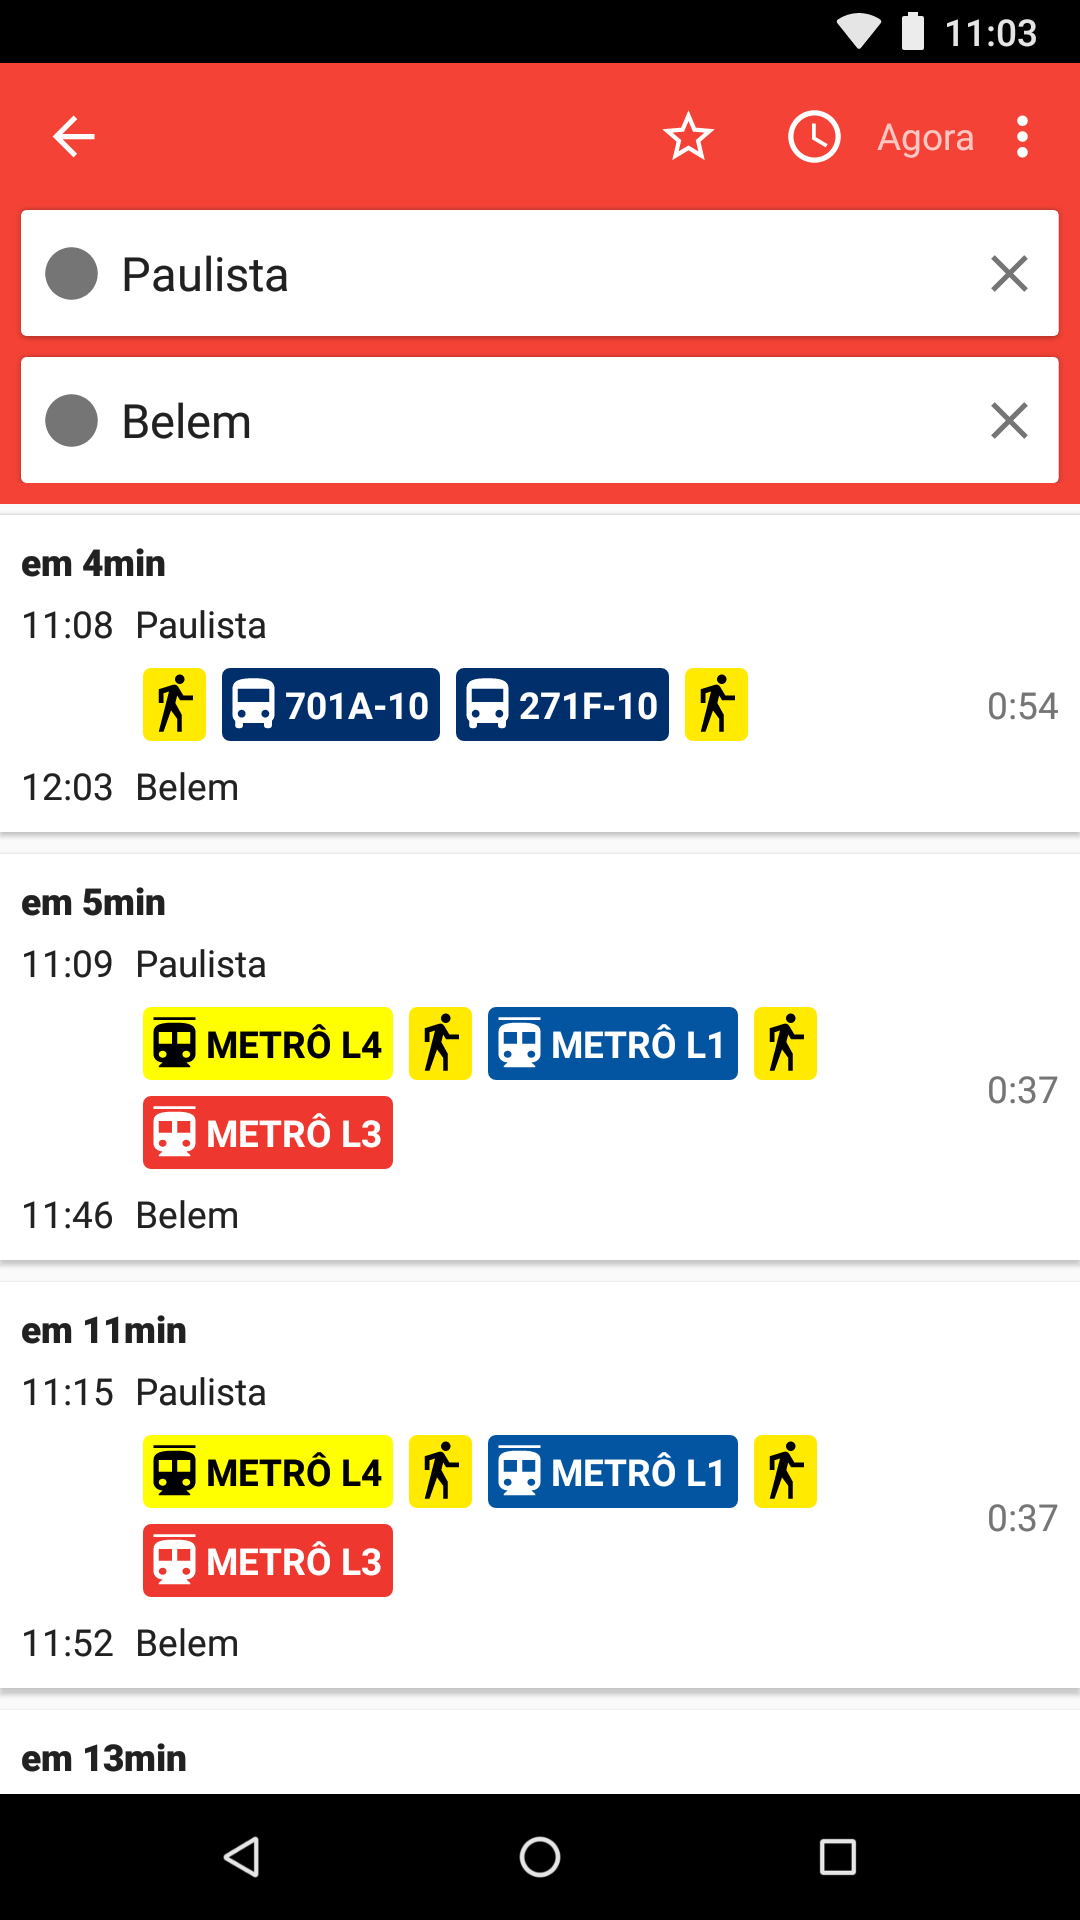 11:03
Agora
Paulista
Belem
em 4min
11:08 Paulista
701A-10 271F-10 0:54
12:03 Belem
em 5min
11:09 Paulista
METRÔ L4 METRÔ L1
0:37
METRÔ L3
11:46 Belem
em 11min
11:15 Paulista
METRÔ L4 METRÔ L1
0:37
METRÔ L3
11:52 Belem
em 13min